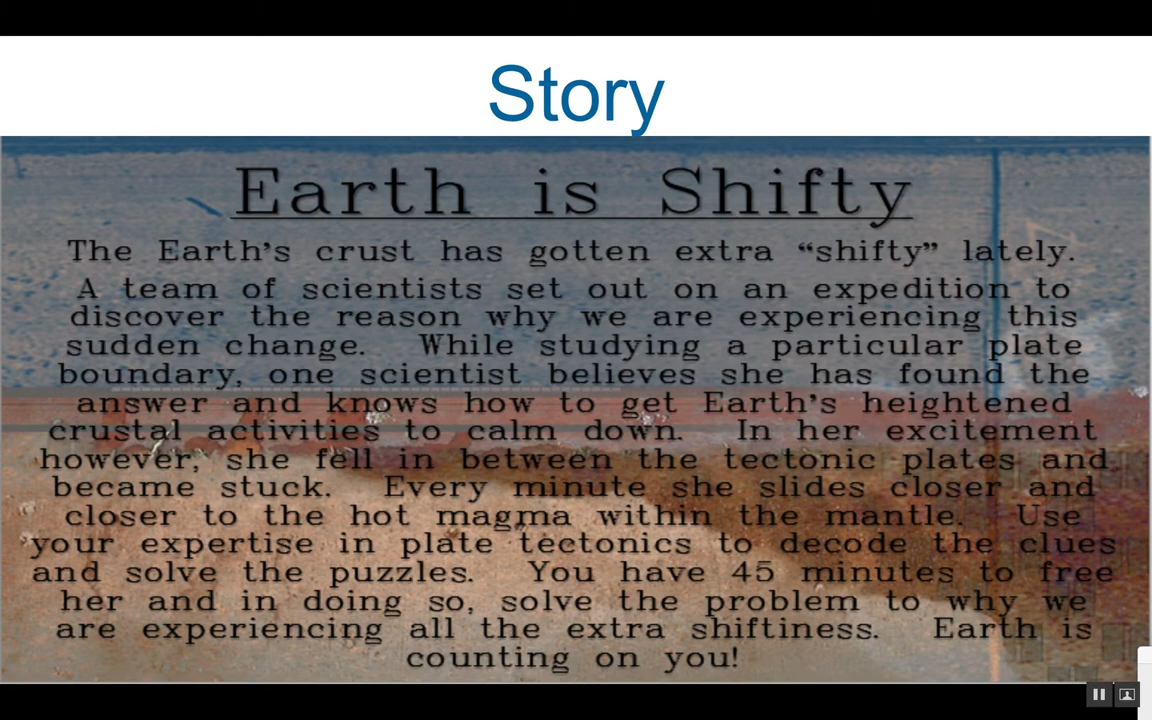 Story
Earth is Shifty
The Earth's crust has gotten extra “shifty” lately.
A team of scientists set out on an expedition to
discover the reason why we are experiencing this
sudden change. While studying a particular plate
boundary, one scientist believes she has found the
answer and knows how to get Earth's heightened
crustal activities to calm down. In her excitement
however, she fell in between the tectonic plates and
became stuck. Every minute she slides closer and
closer to the hot magma within the mantle. Use
your expertise in plate tectonics to decode the clues
and solve the puzzles. You have 45 minutes to free
her and in doing so, solve the problem to why we
are experiencing all the extra shiftiness. Earth is
counting on you!